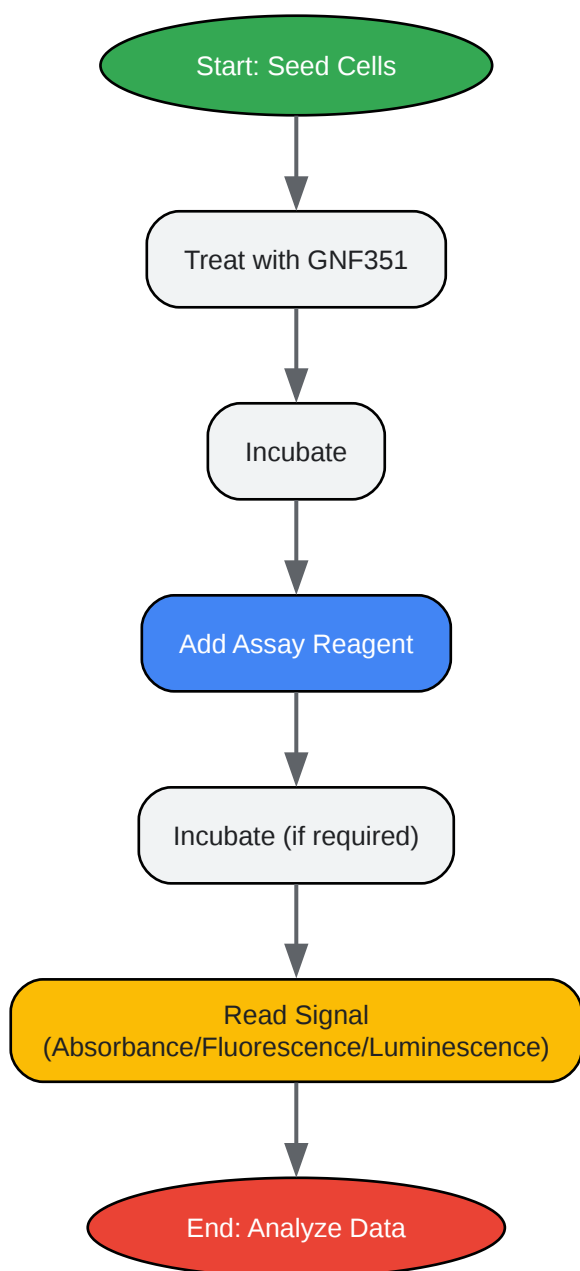 Start: Seed Cells
Treat with GNF351
Incubate
Add Assay Reagent
Incubate (if required)
Read Signal
(Absorbance/Fluorescence/Luminescence)
End: Analyze Data